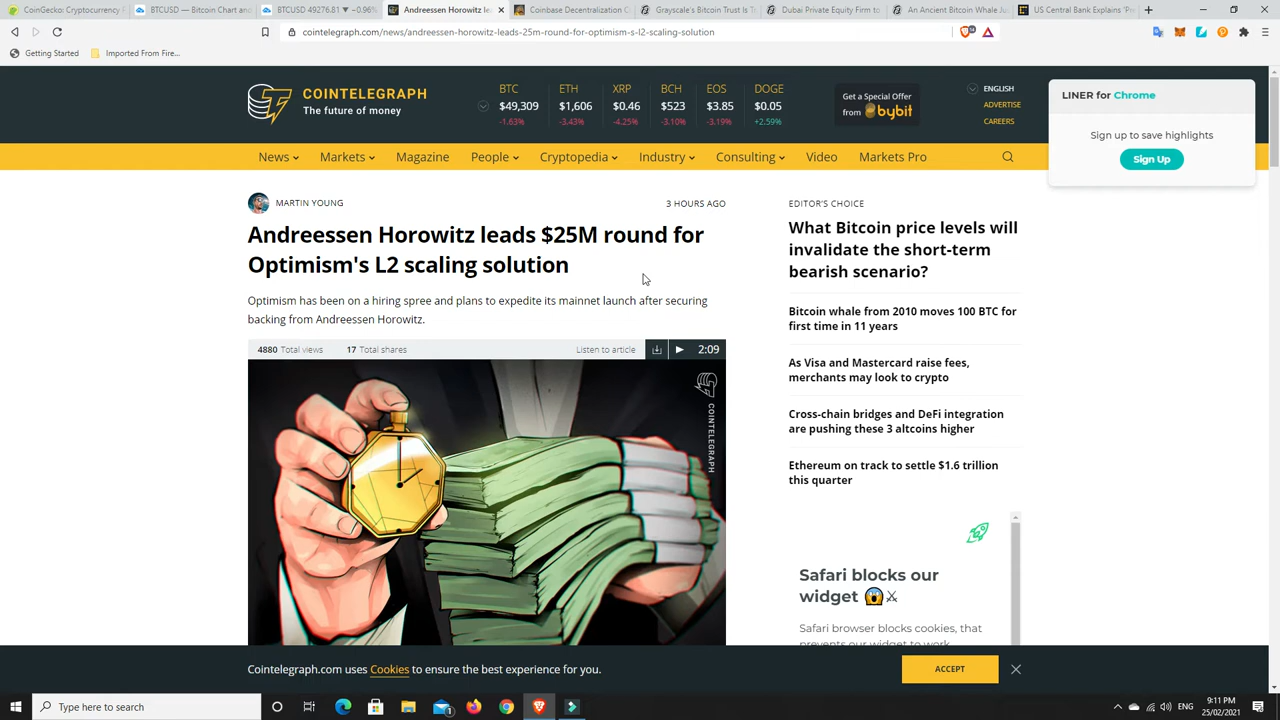 CoinGecko: Cryptocurrency P
BTCUSD — Bitcoin Chart and
BTCUSD 49276.81 ▼ −0.96%
Andreessen Horowitz le
Coinbase Decentralization C
Grayscale's Bitcoin Trust Is T
Dubai Private Equity Firm to
An Ancient Bitcoin Whale Ju
US Central Bank Explains 'Pe
cointelegraph.com/news/andreessen-horowitz-leads-25m-round-for-optimism-s-l2-scaling-solution
Getting Started
Imported From Fire...
COINTELEGRAPH
The future of money
BTC ETH XRP BCH EOS DOGE
$49,309 $1,606 $0.46 $523 $3.85 $0.05
-1.63% -3.43% -4.25% -3.10% -3.19% +2.59%
Get a Special Offer
from bybit
ENGLISH
ADVERTISE
CAREERS
LINER for Chrome
Sign up to save highlights
Sign Up
News Markets Magazine People Cryptopedia Industry Consulting Video Markets Pro
MARTIN YOUNG
3 HOURS AGO
Andreessen Horowitz leads $25M round for
Optimism's L2 scaling solution
Optimism has been on a hiring spree and plans to expedite its mainnet launch after securing
backing from Andreessen Horowitz.
4880 Total views 17 Total shares Listen to article 2:09
COINTELEGRAPH
EDITOR'S CHOICE
What Bitcoin price levels will
invalidate the short-term
bearish scenario?
Bitcoin whale from 2010 moves 100 BTC for
first time in 11 years
As Visa and Mastercard raise fees,
merchants may look to crypto
Cross-chain bridges and DeFi integration
are pushing these 3 altcoins higher
Ethereum on track to settle $1.6 trillion
this quarter
Safari blocks our
widget 😱⚔
Safari browser blocks cookies, that
prevents our widget to work
Cointelegraph.com uses Cookies to ensure the best experience for you.
ACCEPT
Type here to search
ENG
9:11 PM
25/02/2021